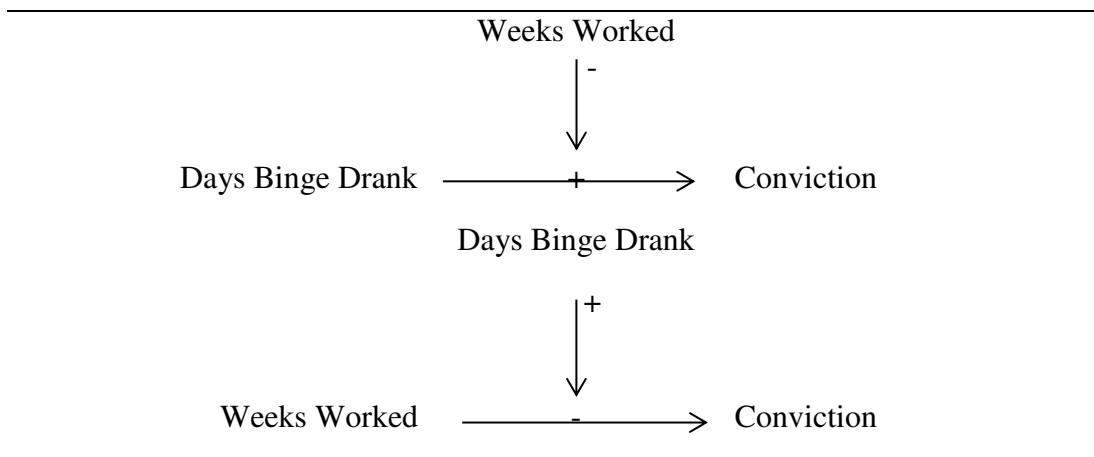 Weeks Worked
-
Days Binge Drank + Conviction
Days Binge Drank
+
Weeks Worked - Conviction